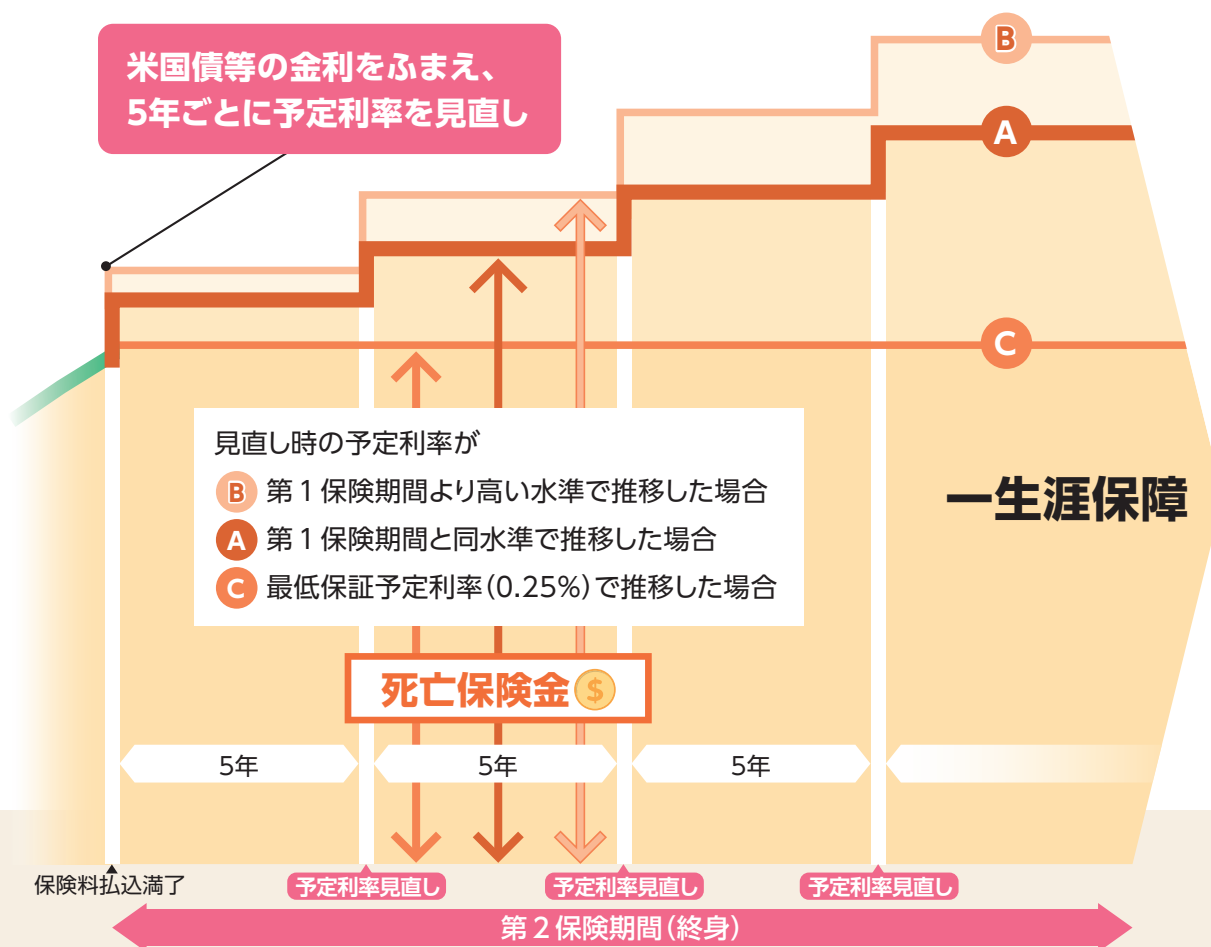 米国債等の金利をふまえ、
5年ごとに予定利率を見直し
B
A
C
見直し時の予定利率が
B 第1保険期間より高い水準で推移した場合
A 第1保険期間と同水準で推移した場合
C 最低保証予定利率(0.25%)で推移した場合
一生涯保障
死亡保険金 $
5年 5年 5年
保険料払込満了 予定利率見直し 予定利率見直し 予定利率見直し
第2保険期間(終身)